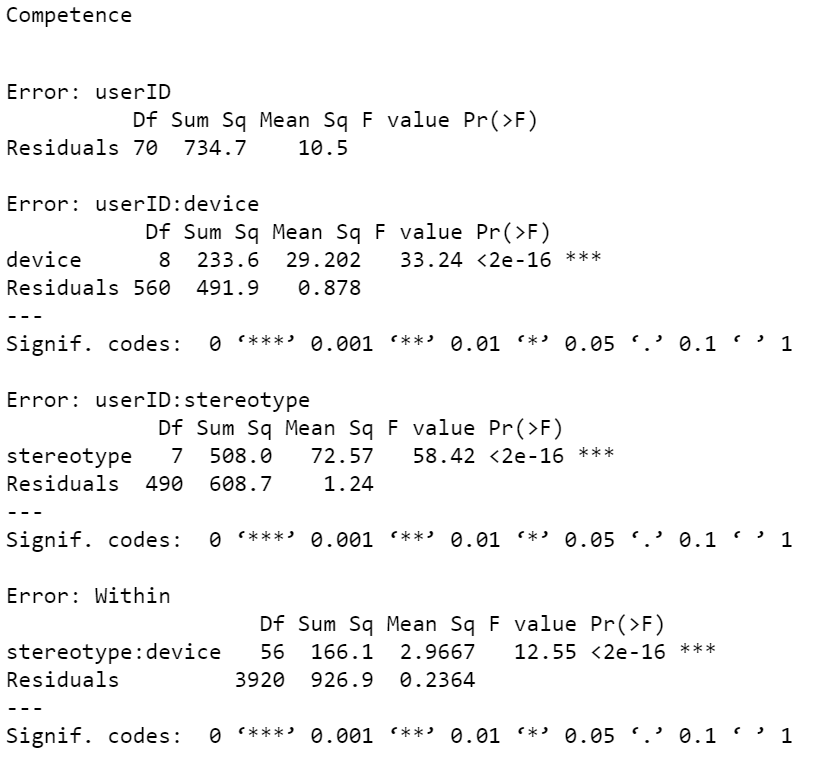 Competence
Error: userID
Df Sum Sq Mean Sq F value Pr(>F)
Residuals 70 734.7 10.5
Error: userID:device
Df Sum Sq Mean Sq F value Pr(>F)
device 8 233.6 29.202 33.24 <2e-16 ***
Residuals 560 491.9 0.878
---
Signif. codes: 0 ‘***’ 0.001 ‘**’ 0.01 ‘*’ 0.05 ‘.’ 0.1 ‘ ’ 1
Error: userID:stereotype
Df Sum Sq Mean Sq F value Pr(>F)
stereotype 7 508.0 72.57 58.42 <2e-16 ***
Residuals 490 608.7 1.24
---
Signif. codes: 0 ‘***’ 0.001 ‘**’ 0.01 ‘*’ 0.05 ‘.’ 0.1 ‘ ’ 1
Error: Within
Df Sum Sq Mean Sq F value Pr(>F)
stereotype:device 56 166.1 2.9667 12.55 <2e-16 ***
Residuals 3920 926.9 0.2364
---
Signif. codes: 0 ‘***’ 0.001 ‘**’ 0.01 ‘*’ 0.05 ‘.’ 0.1 ‘ ’ 1